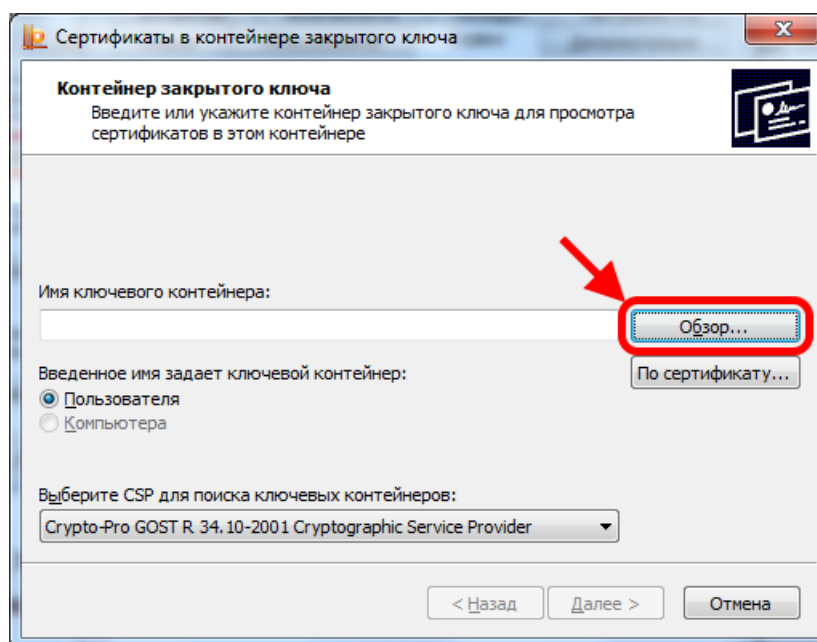 Сертификаты в контейнере закрытого ключа
Контейнер закрытого ключа
Введите или укажите контейнер закрытого ключа для просмотра
сертификатов в этом контейнере
Имя ключевого контейнера:
Обзор...
Введенное имя задает ключевой контейнер:
По сертификату...
Пользователя
Компьютера
Выберите CSP для поиска ключевых контейнеров:
Crypto-Pro GOST R 34.10-2001 Cryptographic Service Provider
< Назад
Далее >
Отмена